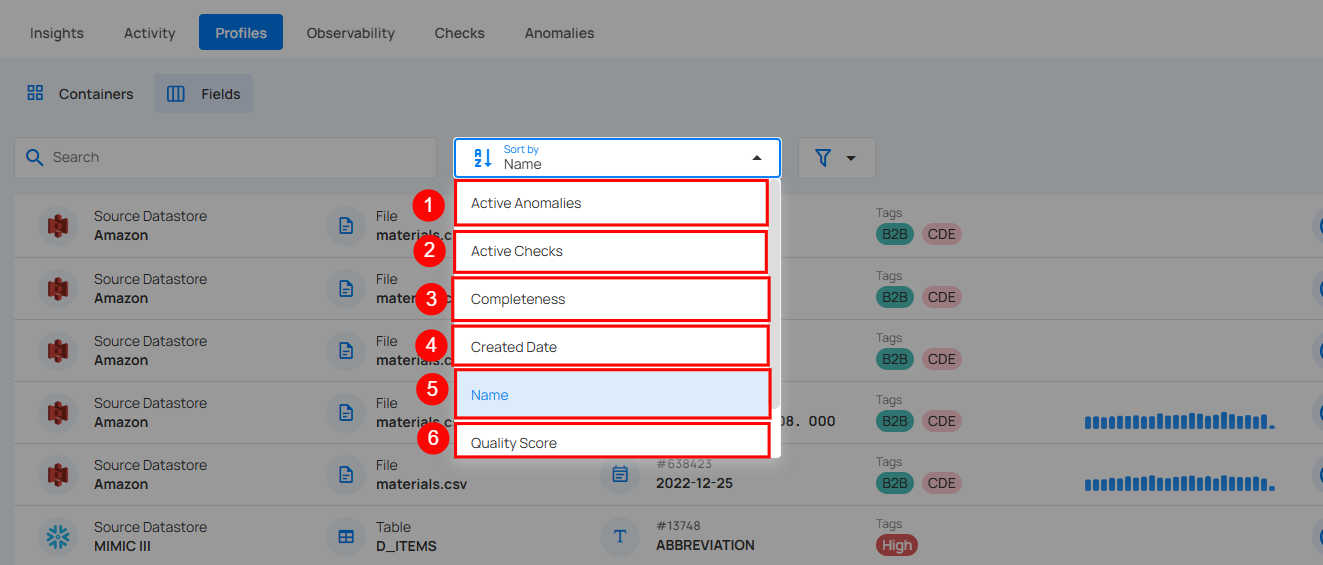 Insights
Activity
Profiles
Observability
Checks
Anomalies
Containers
Fields
Search
Sort by
Name
1
Active Anomalies
2
Active Checks
3
Completeness
4
Created Date
5
Name
6
Quality Score
Source Datastore
Amazon
File
materials.c
Tags
B2B CDE
Source Datastore
Amazon
File
materials.c
Tags
B2B CDE
Source Datastore
Amazon
File
materials.c
Tags
B2B CDE
Source Datastore
Amazon
File
materials.c
08. 000
Tags
B2B CDE
Source Datastore
Amazon
File
materials.csv
#638423
2022-12-25
Tags
B2B CDE
Source Datastore
MIMIC III
Table
D_ITEMS
#13748
ABBREVIATION
Tags
High